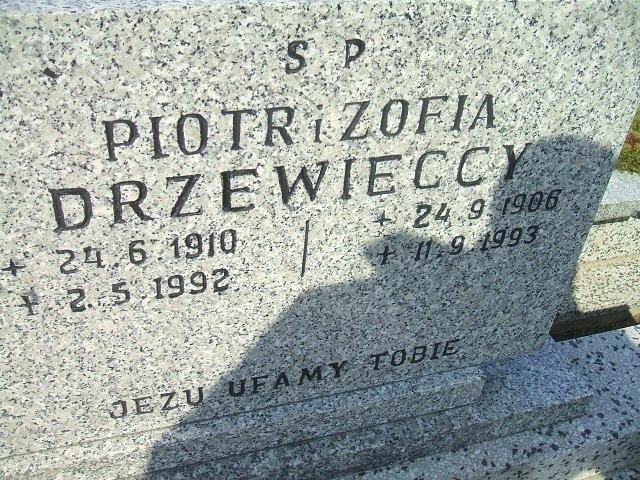 S P
PIOTR i ZOFIA
DRZEWIECCY
+ 24.6.1910 + 24.9.1906
+ 2.5.1992 + 11.9.1993
JEZU UFAMY TOBIE